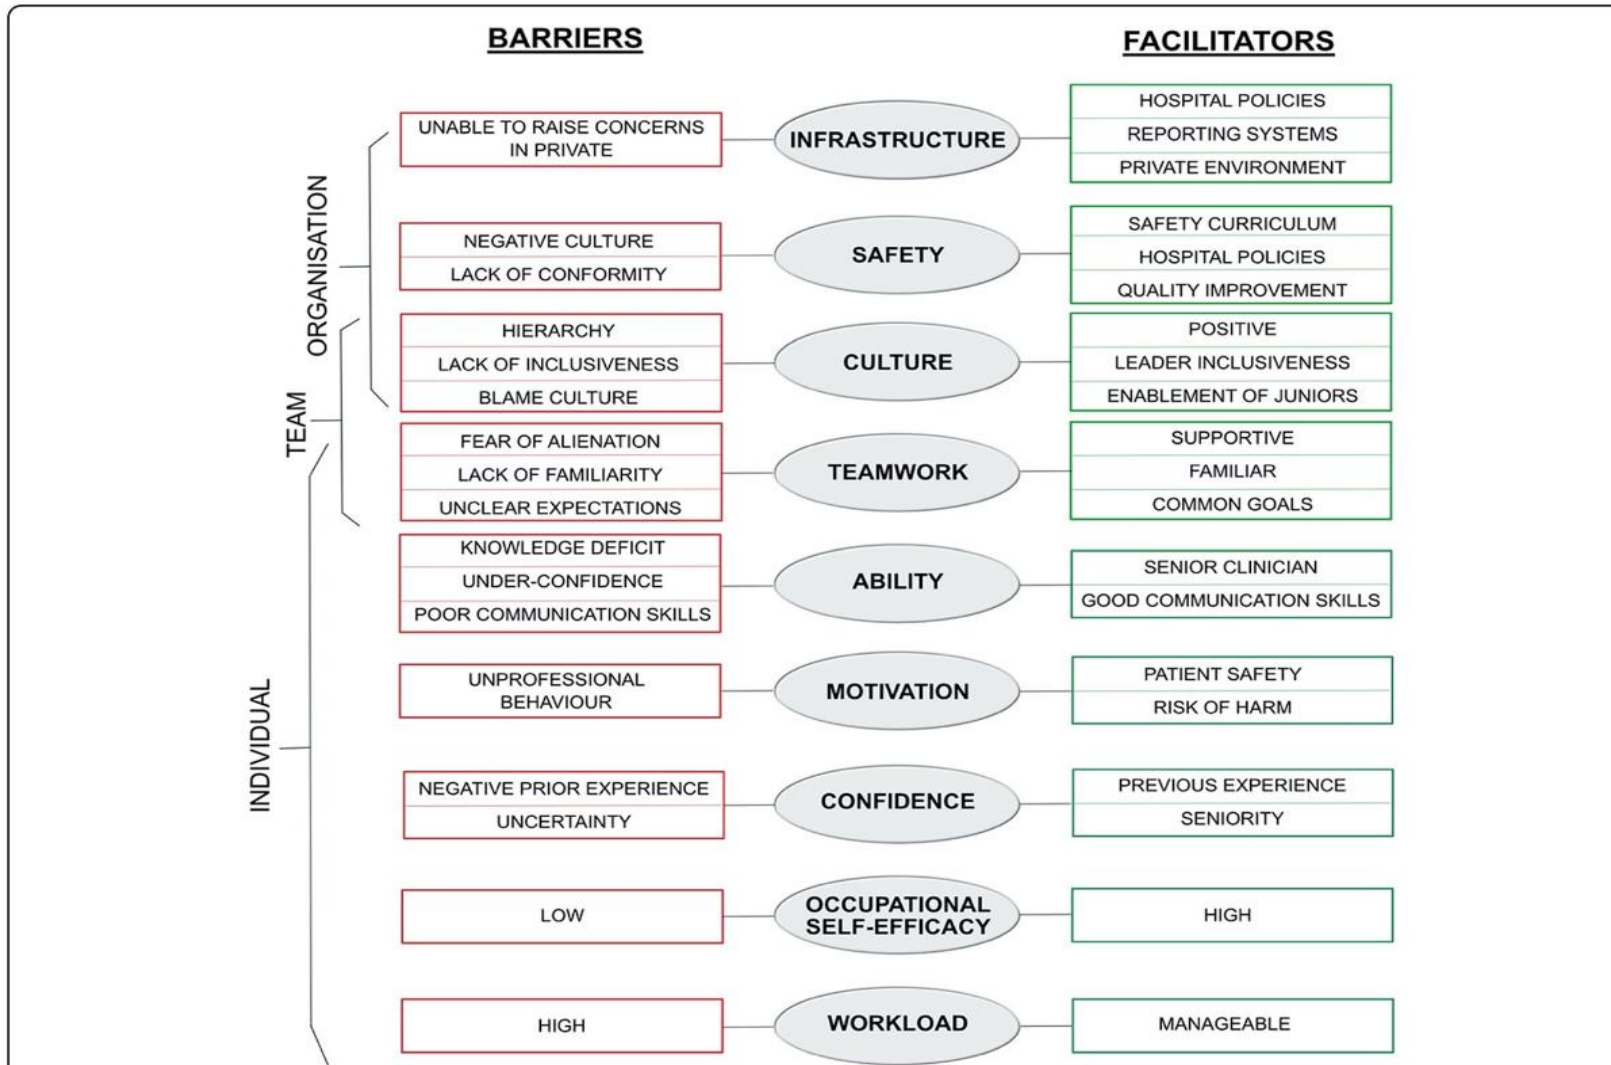 BARRIERS
FACILITATORS
ORGANISATION
TEAM
INDIVIDUAL
UNABLE TO RAISE CONCERNS
IN PRIVATE
INFRASTRUCTURE
HOSPITAL POLICIES
REPORTING SYSTEMS
PRIVATE ENVIRONMENT
NEGATIVE CULTURE
LACK OF CONFORMITY
SAFETY
SAFETY CURRICULUM
HOSPITAL POLICIES
QUALITY IMPROVEMENT
HIERARCHY
LACK OF INCLUSIVENESS
BLAME CULTURE
CULTURE
POSITIVE
LEADER INCLUSIVENESS
ENABLEMENT OF JUNIORS
FEAR OF ALIENATION
LACK OF FAMILIARITY
UNCLEAR EXPECTATIONS
TEAMWORK
SUPPORTIVE
FAMILIAR
COMMON GOALS
KNOWLEDGE DEFICIT
UNDER-CONFIDENCE
POOR COMMUNICATION SKILLS
ABILITY
SENIOR CLINICIAN
GOOD COMMUNICATION SKILLS
UNPROFESSIONAL
BEHAVIOUR
MOTIVATION
PATIENT SAFETY
RISK OF HARM
NEGATIVE PRIOR EXPERIENCE
UNCERTAINTY
CONFIDENCE
PREVIOUS EXPERIENCE
SENIORITY
LOW
OCCUPATIONAL
SELF-EFFICACY
HIGH
HIGH
WORKLOAD
MANAGEABLE